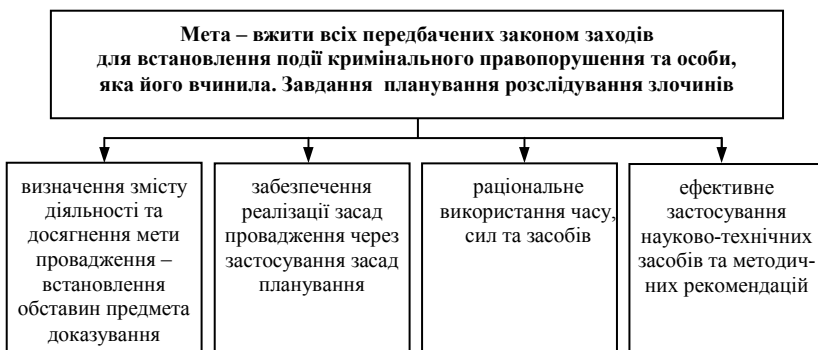 Мета – вжити всіх передбачених законом заходів
для встановлення події кримінального правопорушення та особи,
яка його вчинила. Завдання планування розслідування злочинів
визначення змісту
діяльності та
досягнення мети
провадження –
встановлення
обставин предмета
доказування
забезпечення
реалізації засад
провадження через
застосування засад
планування
раціональне
використання часу,
сил та засобів
ефективне
застосування
науково-технічних
засобів та методич-
них рекомендацій